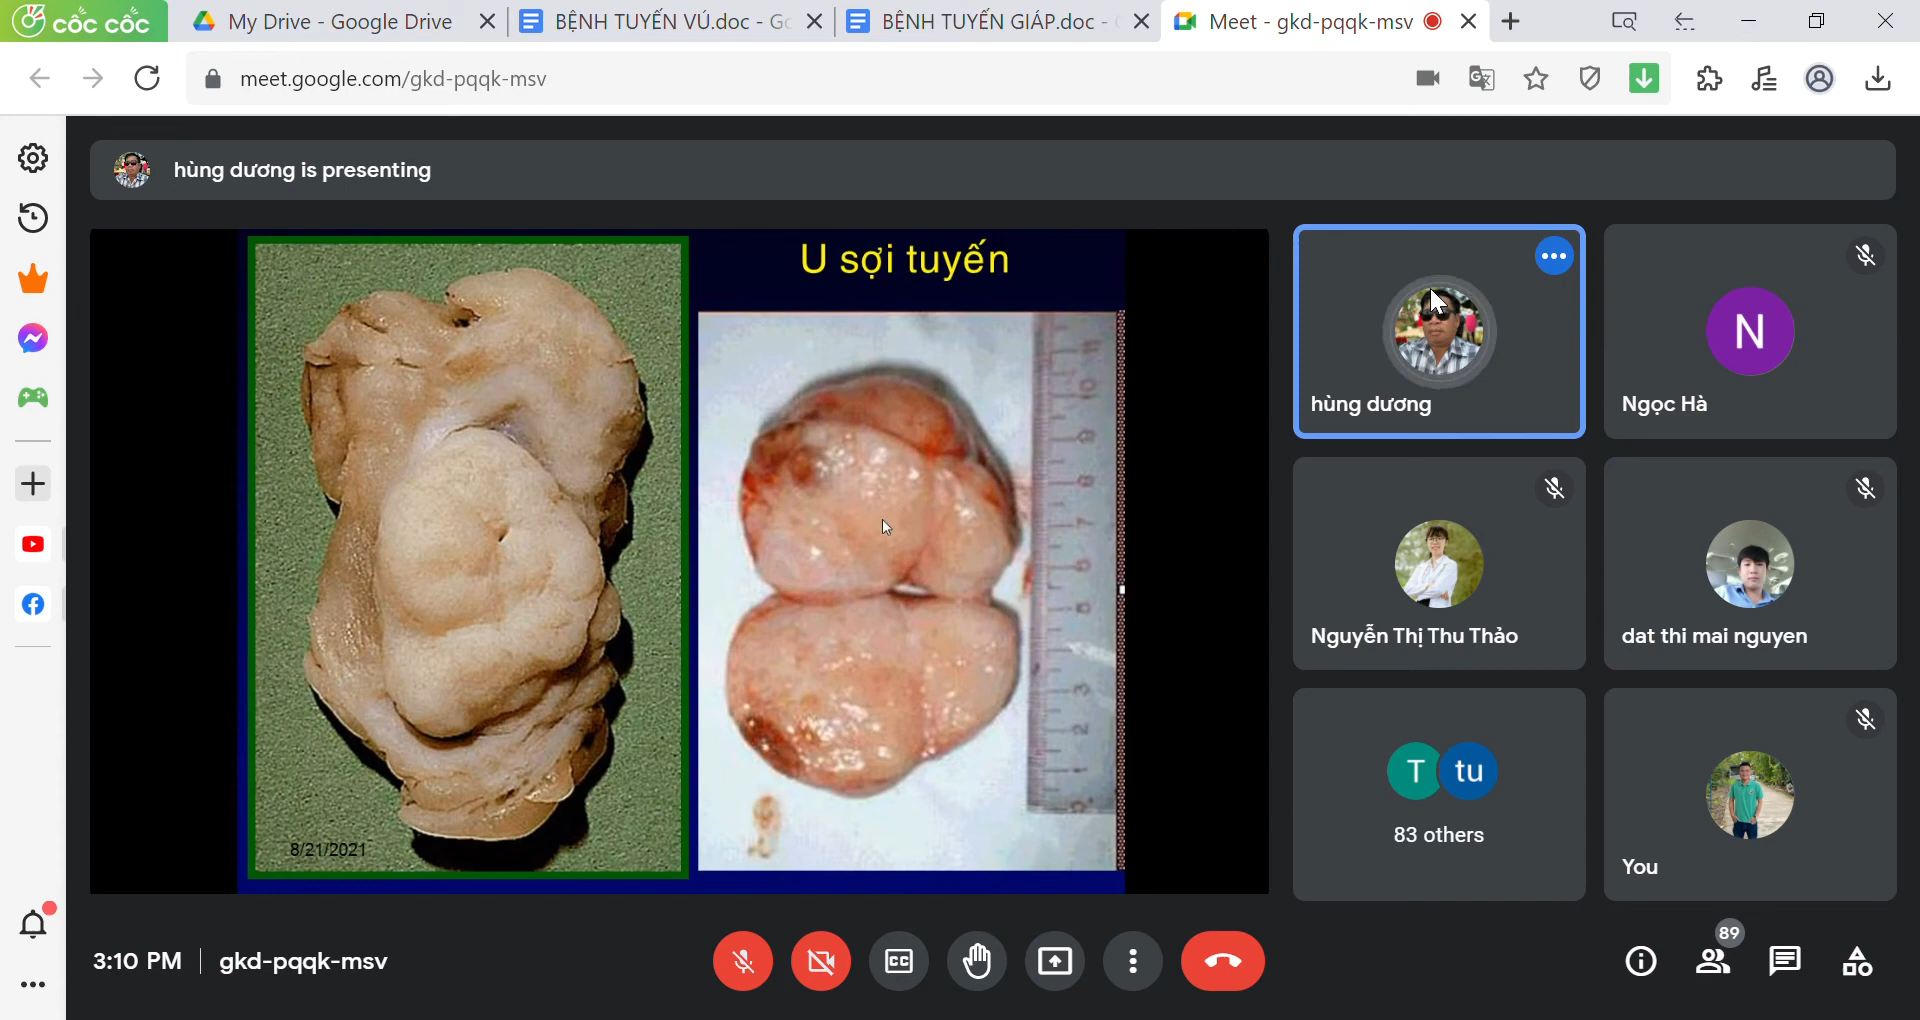 cốc cốc
My Drive - Google Drive
BỆNH TUYẾN VÚ.doc - Go
BỆNH TUYẾN GIÁP.doc -
Meet - gkd-pqqk-msv
meet.google.com/gkd-pqqk-msv
hùng dương is presenting
U sợi tuyến
8/21/2021
hùng dương
N
Ngọc Hà
Nguyễn Thị Thu Thảo
dat thi mai nguyen
T tu
83 others
You
3:10 PM | gkd-pqqk-msv
CC
89